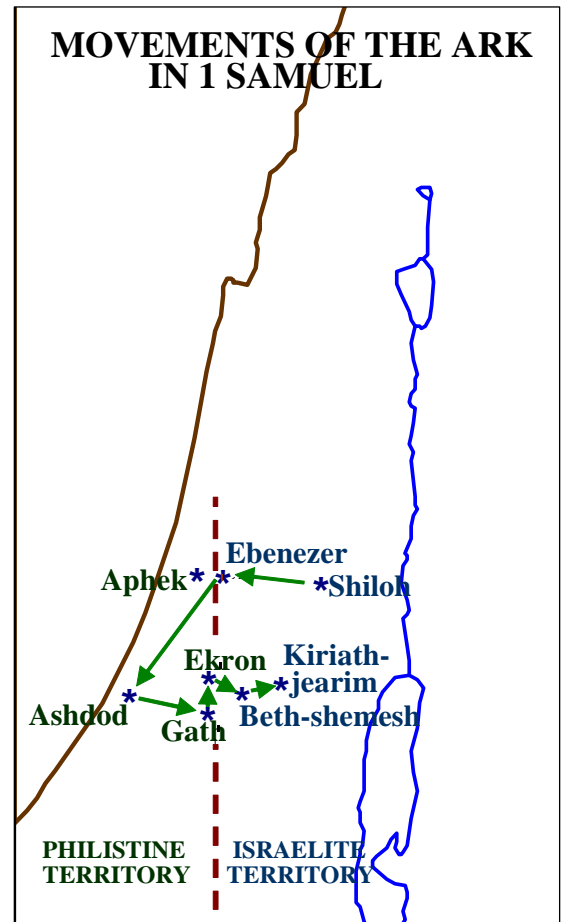 MOVEMENTS OF THE ARK
IN 1 SAMUEL
Ebenezer
Aphek
Shiloh
Kiriath-
jearim
Ekron
Beth-shemesh
Ashdod
Gath
PHILISTINE
TERRITORY
ISRAELITE
TERRITORY